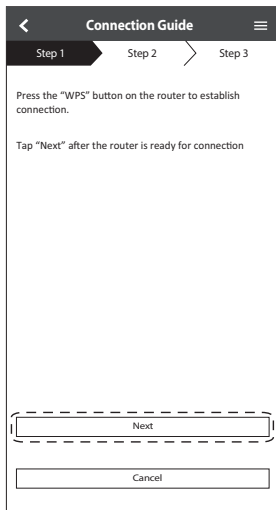 Connection Guide
Step 1 Step 2 Step 3
Press the “WPS” button on the router to establish
connection.
Tap “Next” after the router is ready for connection
Next
Cancel